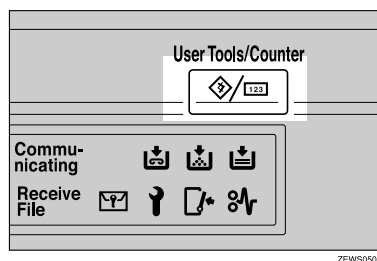 User Tools/Counter
123
Commu-
nicating
Receive
File
ZEWS050